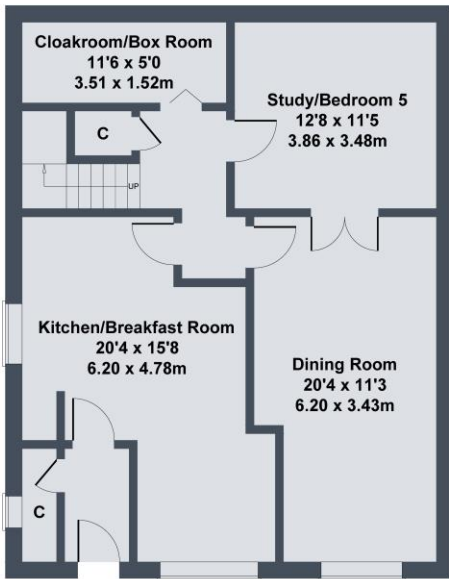 Cloakroom/Box Room
11'6 x 5'0
3.51 x 1.52m
Study/Bedroom 5
12'8 x 11'5
3.86 x 3.48m
C
UP
Kitchen/Breakfast Room
20'4 x 15'8
6.20 x 4.78m
Dining Room
20'4 x 11'3
6.20 x 3.43m
C